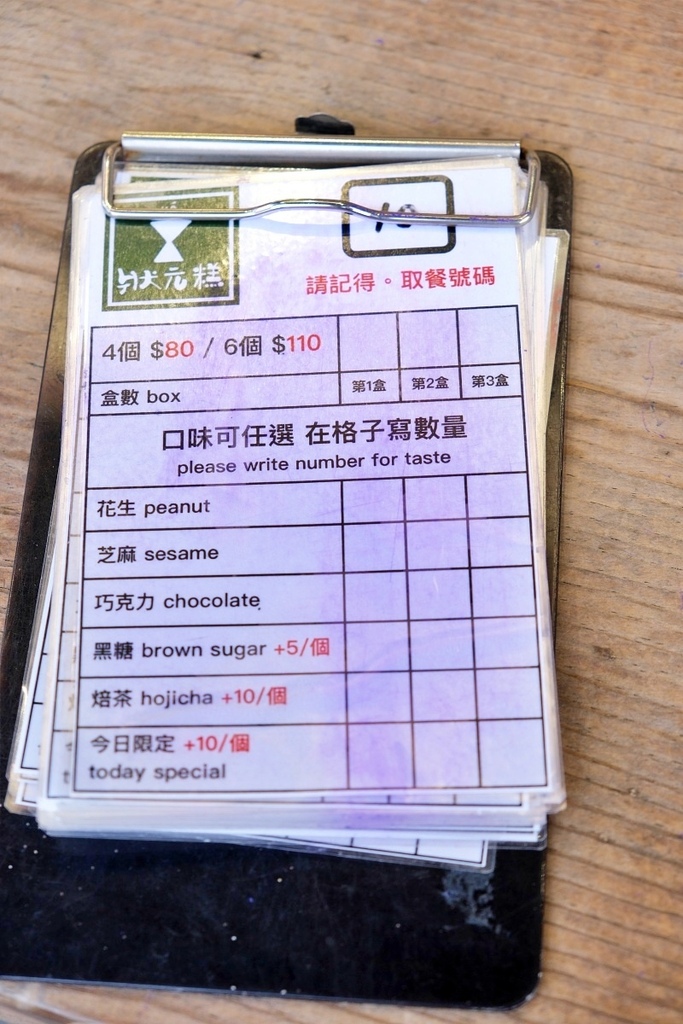 狀元糕
10
請記得。取餐號碼
4個 $80 / 6個 $110
盒數 box 第1盒 第2盒 第3盒
口味可任選 在格子寫數量
please write number for taste
花生 peanut
芝麻 sesame
巧克力 chocolate
黑糖 brown sugar +5/個
焙茶 hojicha +10/個
今日限定 +10/個
today special